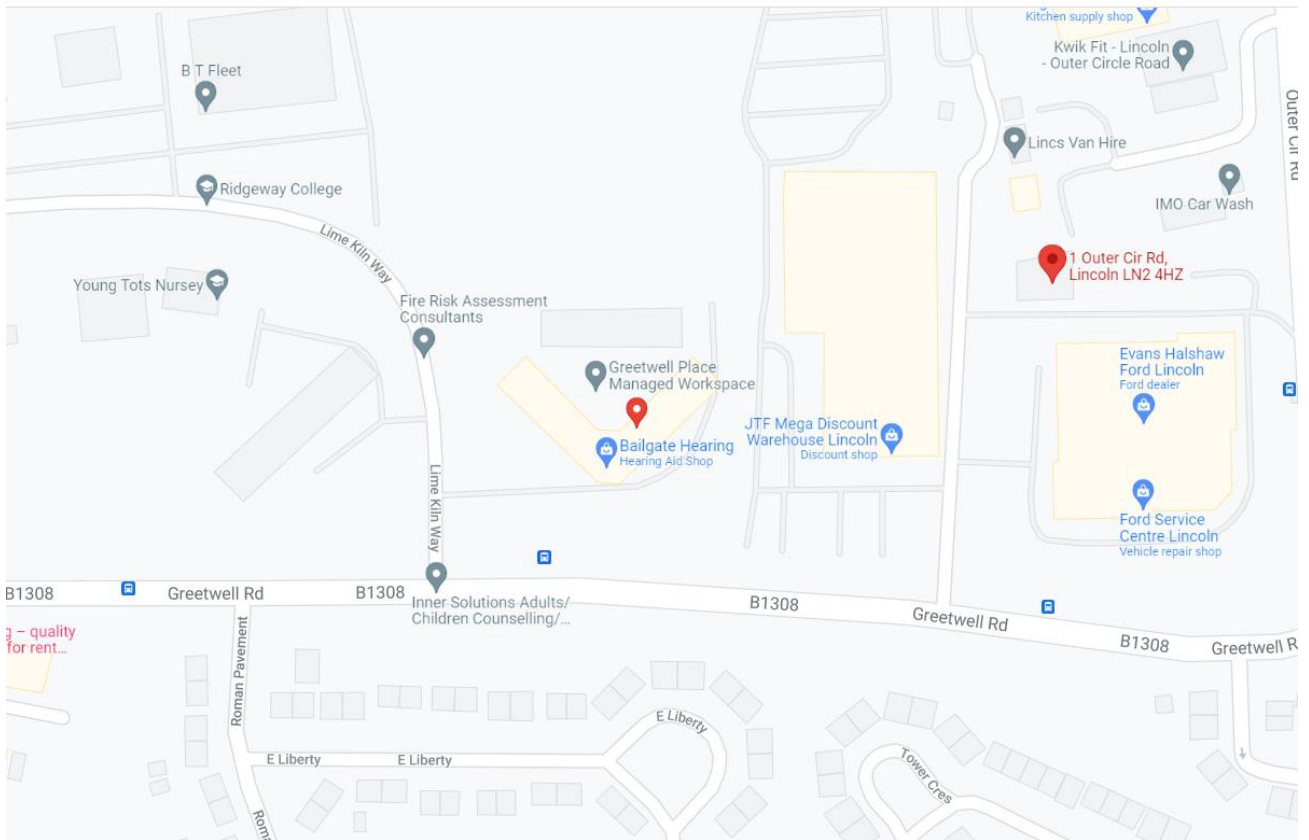 Kitchen supply shop
Kwik Fit - Lincoln
- Outer Circle Road
B T Fleet
Outer Cir Rd
Lincs Van Hire
Ridgeway College
IMO Car Wash
Lime Kiln Way
1 Outer Cir Rd,
Lincoln LN2 4HZ
Young Tots Nursey
Fire Risk Assessment
Consultants
Evans Halshaw
Ford Lincoln
Ford dealer
Greetwell Place
Managed Workspace
JTF Mega Discount
Warehouse Lincoln
Discount shop
Bailgate Hearing
Hearing Aid Shop
Lime Kiln Way
Ford Service
Centre Lincoln
Vehicle repair shop
B1308
Greetwell Rd
B1308
Inner Solutions Adults/
Children Counselling/...
B1308
Greetwell Rd
B1308
Greetwell R
g – quality
for rent...
Roman Pavement
E Liberty
E Liberty
E Liberty
Tower Cres
Roma